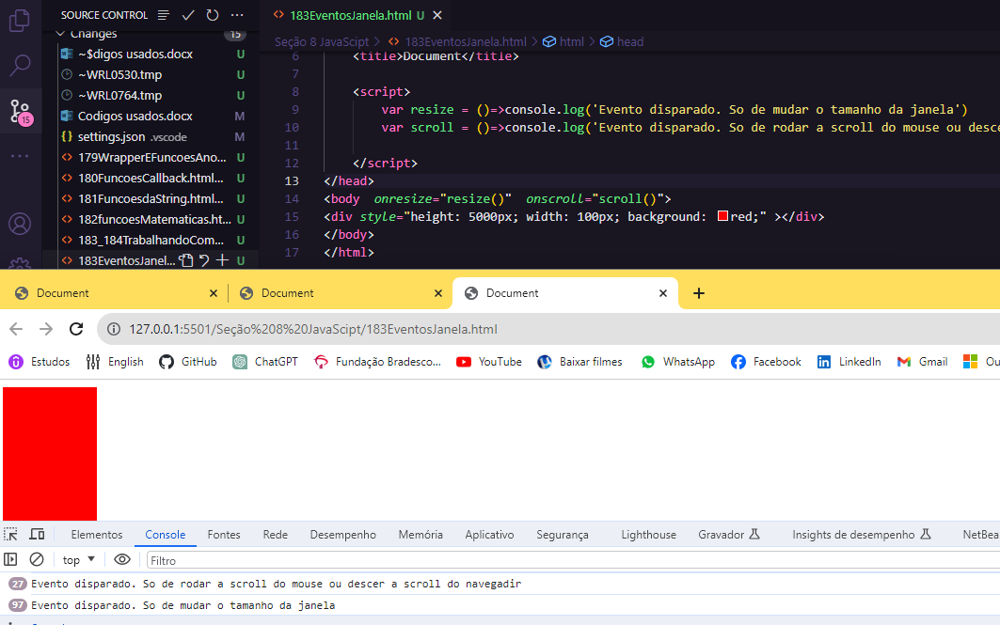 SOURCE CONTROL
183EventosJanela.html U
Changes 15
Seção 8 JavaScipt > 183EventosJanela.html > html > head
~$digos usados.docx U
~WRL0530.tmp U
~WRL0764.tmp U
Codigos usados.docx M
settings.json .vscode M
179WrapperEFuncoesAno... U
180FuncoesCallback.html... U
181FuncoesdaString.html... U
182funcoesMatematicas.ht... U
183_184TrabalhandoCom... U
183EventosJanel... U
15
6 <title>Document</title>
7
8 <script>
9 var resize = ()=>console.log('Evento disparado. So de mudar o tamanho da janela')
10 var scroll = ()=>console.log('Evento disparado. So de rodar a scroll do mouse ou desce
11
12 </script>
13 </head>
14 <body onresize="resize()" onscroll="scroll()">
15 <div style="height: 5000px; width: 100px; background: red;" ></div>
16 </body>
17 </html>
Document Document Document
127.0.0.1:5501/Seção%208%20JavaScipt/183EventosJanela.html
Estudos English GitHub ChatGPT Fundação Bradesco... YouTube Baixar filmes WhatsApp Facebook LinkedIn Gmail Ou
Elementos Console Fontes Rede Desempenho Memória Aplicativo Segurança Lighthouse Gravador Insights de desempenho NetBea
top Filtro
27 Evento disparado. So de rodar a scroll do mouse ou descer a scroll do navegadir
97 Evento disparado. So de mudar o tamanho da janela